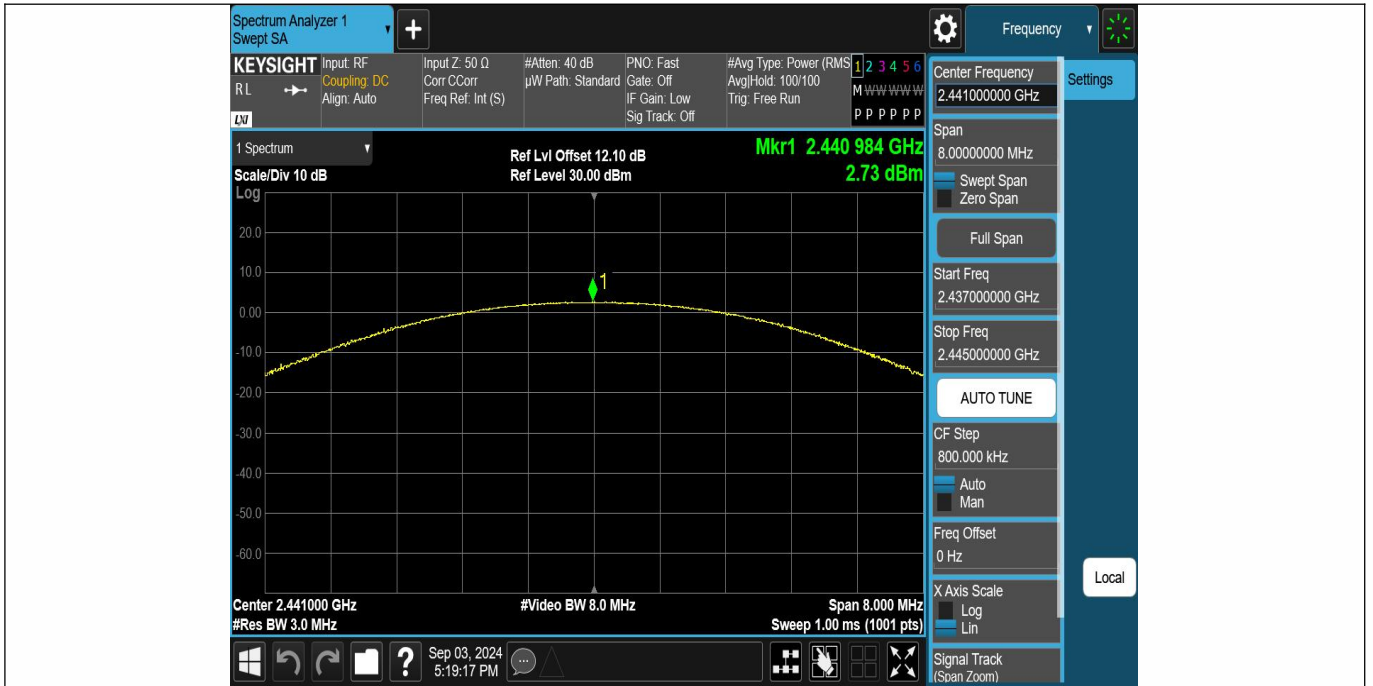 Spectrum Analyzer 1
Swept SA
Frequency
KEYSIGHT
RL
LXI
Input: RF
Coupling: DC
Align: Auto
Input Z: 50 Ω
Corr CCorr
Freq Ref: Int (S)
#Atten: 40 dB
µW Path: Standard
PNO: Fast
Gate: Off
IF Gain: Low
Sig Track: Off
#Avg Type: Power (RMS
Avg|Hold: 100/100
Trig: Free Run
1 2 3 4 5 6
M W W W W W
P P P P P P
1 Spectrum
Scale/Div 10 dB
Ref Lvl Offset 12.10 dB
Ref Level 30.00 dBm
Mkr1 2.440 984 GHz
2.73 dBm
Log
20.0
10.0
0.00
-10.0
-20.0
-30.0
-40.0
-50.0
-60.0
1
Center 2.441000 GHz
#Res BW 3.0 MHz
#Video BW 8.0 MHz
Span 8.000 MHz
Sweep 1.00 ms (1001 pts)
Center Frequency
2.441000000 GHz
Settings
Span
8.00000000 MHz
Swept Span
Zero Span
Full Span
Start Freq
2.437000000 GHz
Stop Freq
2.445000000 GHz
AUTO TUNE
CF Step
800.000 kHz
Auto
Man
Freq Offset
0 Hz
Local
X Axis Scale
Log
Lin
Signal Track
(Span Zoom)
?
Sep 03, 2024
5:19:17 PM